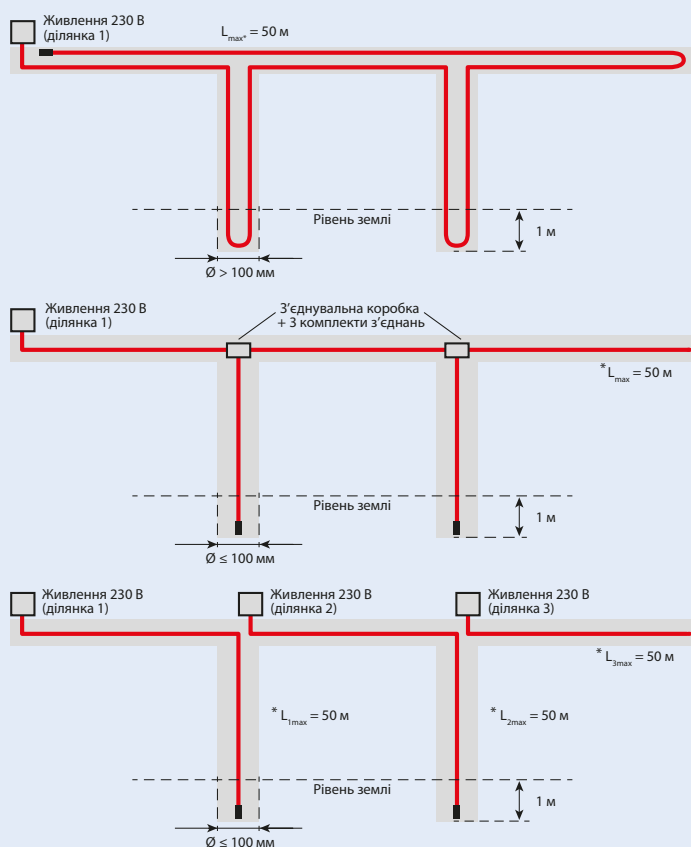 Живлення 230 В
(ділянка 1)
Lmax* = 50 м
Рівень землі
1 м
Ø > 100 мм
Живлення 230 В
(ділянка 1)
З’єднувальна коробка
+ 3 комплекти з’єднань
* Lmax = 50 м
Рівень землі
1 м
Ø ≤ 100 мм
Живлення 230 В
(ділянка 1)
Живлення 230 В
(ділянка 2)
Живлення 230 В
(ділянка 3)
* L3max = 50 м
* L1max = 50 м
* L2max = 50 м
Рівень землі
1 м
Ø ≤ 100 мм